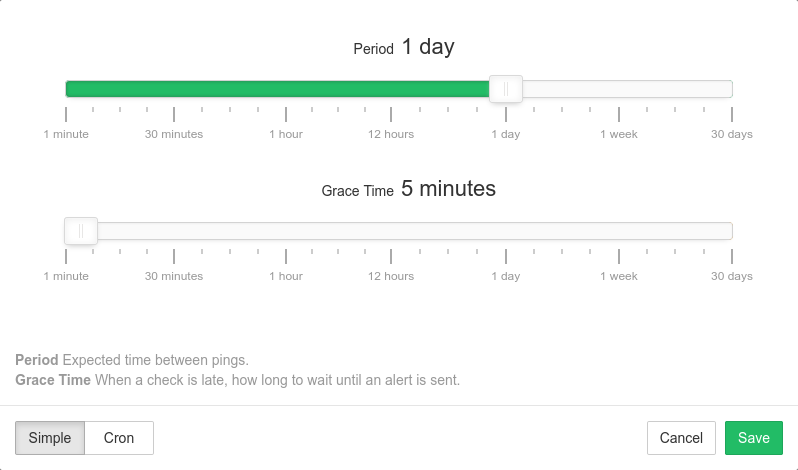 Period 1 day
1 minute 30 minutes 1 hour 12 hours 1 day 1 week 30 days
Grace Time 5 minutes
1 minute 30 minutes 1 hour 12 hours 1 day 1 week 30 days
Period Expected time between pings.
Grace Time When a check is late, how long to wait until an alert is sent.
Simple Cron Cancel Save